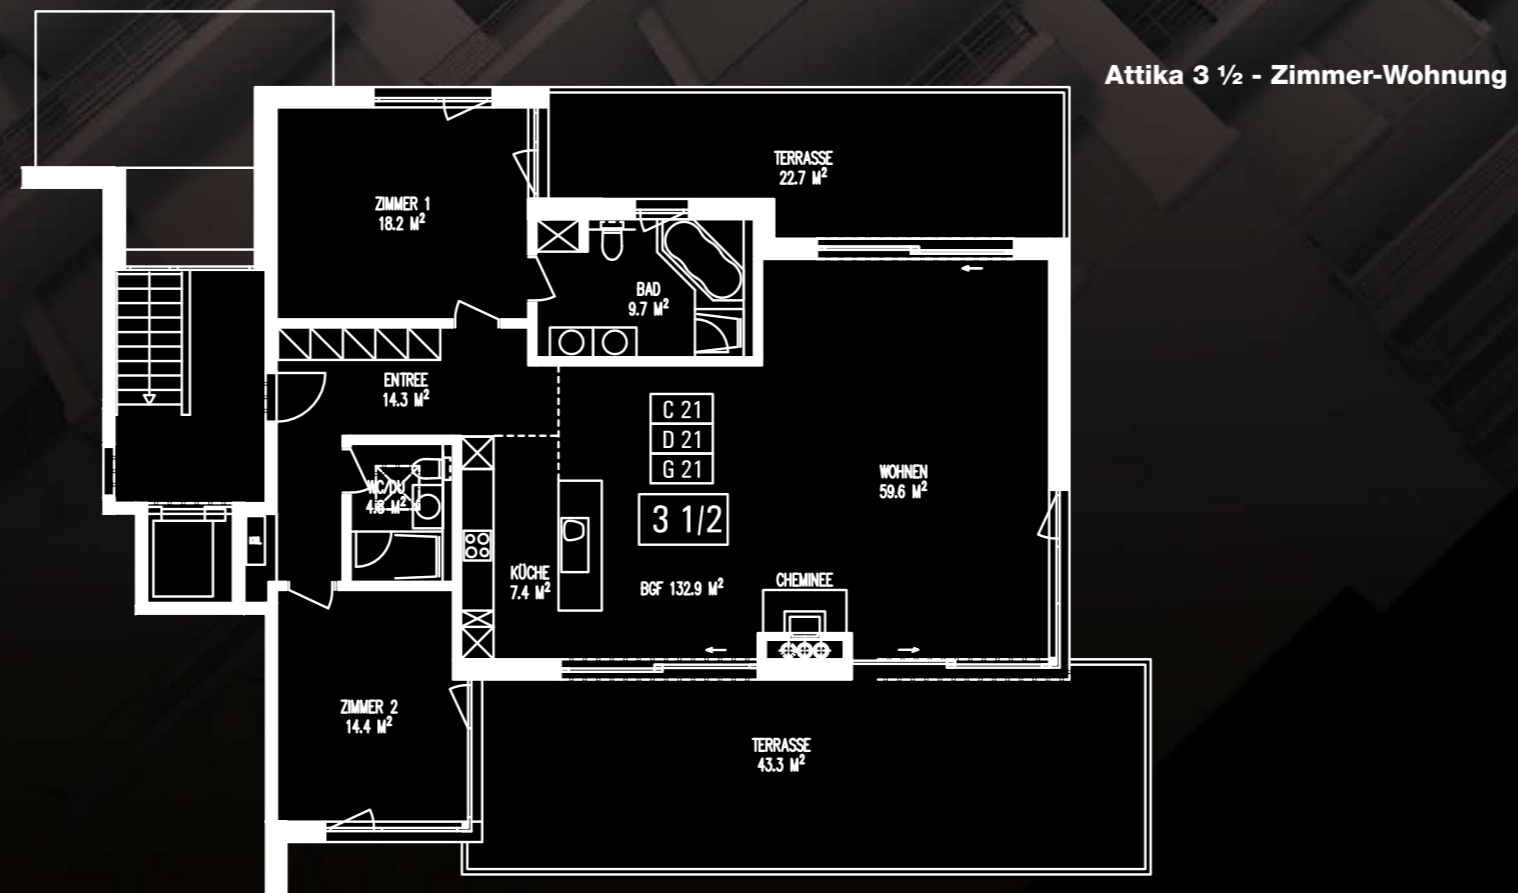 Attika 3 ½ - Zimmer-Wohnung
TERRASSE
22.7 M²
ZIMMER 1
18.2 M²
BAD
9.7 M²
ENTREE
14.3 M²
C 21
D 21
G 21
3 1/2
WOHNEN
59.6 M²
WC/DU
KÜCHE
7.4 M²
BGF 132.9 M²
CHEMINEE
ZIMMER 2
14.4 M²
TERRASSE
43.3 M²